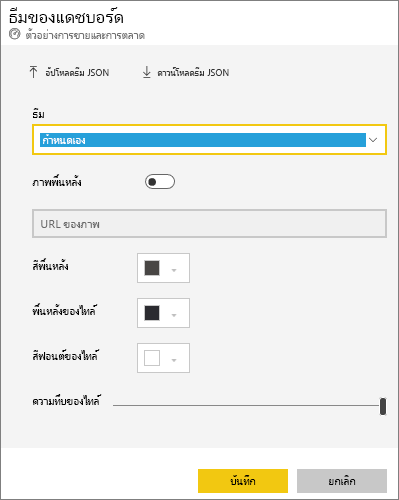 ธีมของแดชบอร์ด
ตัวอย่างการขายและการตลาด
อัปโหลดธีม JSON
ดาวน์โหลดธีม JSON
ธีม
กำหนดเอง
ภาพพื้นหลัง
URL ของภาพ
สีพื้นหลัง
พื้นหลังของไทล์
สีฟอนต์ของไทล์
ความทึบของไทล์
บันทึก
ยกเลิก